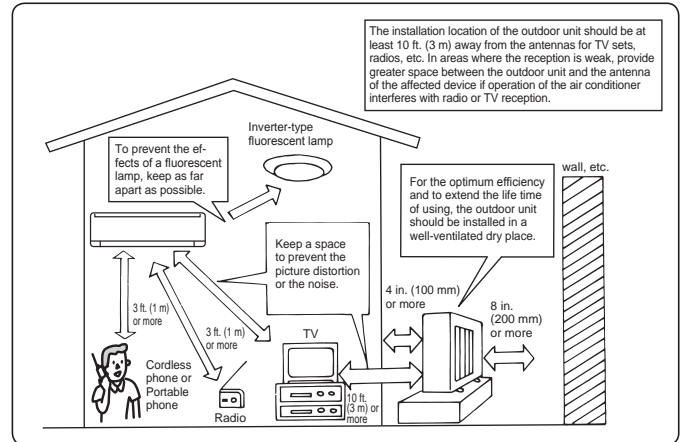 The installation location of the outdoor unit should be at
least 10 ft. (3 m) away from the antennas for TV sets,
radios, etc. In areas where the reception is weak, provide
greater space between the outdoor unit and the antenna
of the affected device if operation of the air conditioner
interferes with radio or TV reception.
Inverter-type
fluorescent lamp
To prevent the ef-
fects of a fluorescent
lamp, keep as far
apart as possible.
wall, etc.
For the optimum efficiency
and to extend the life time
of using, the outdoor unit
should be installed in a
well-ventilated dry place.
Keep a space
to prevent the
picture distortion
or the noise.
4 in. (100 mm)
or more
8 in.
(200 mm)
or more
3 ft. (1 m)
or more
3 ft. (1 m)
or more
TV
Cordless
phone or
Portable
phone
Radio
10 ft.
(3 m) or
more